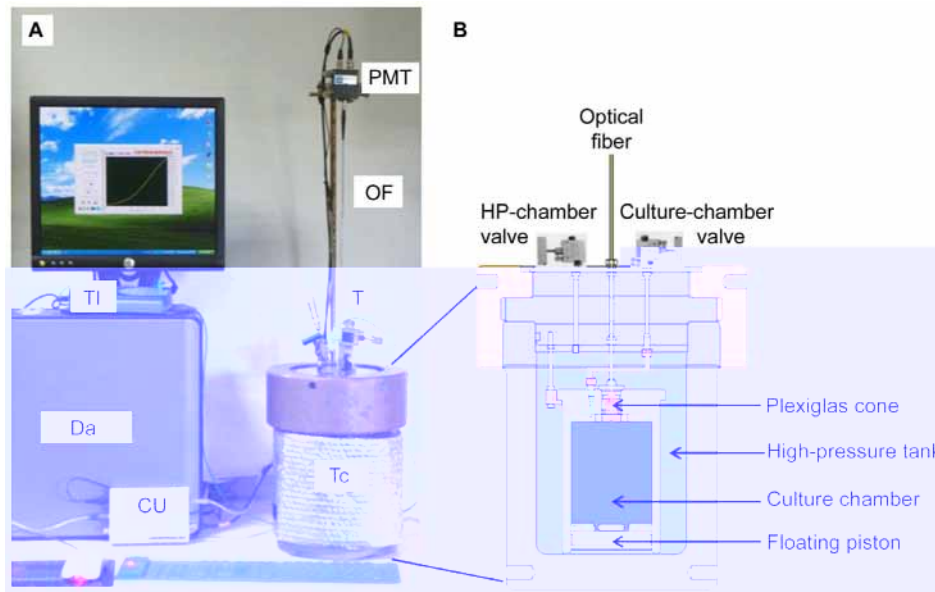 A
PMT
OF
TI
T
Da
Tc
CU
B
Optical
fiber
HP-chamber
valve
Culture-chamber
valve
Plexiglas cone
High-pressure tank
Culture chamber
Floating piston